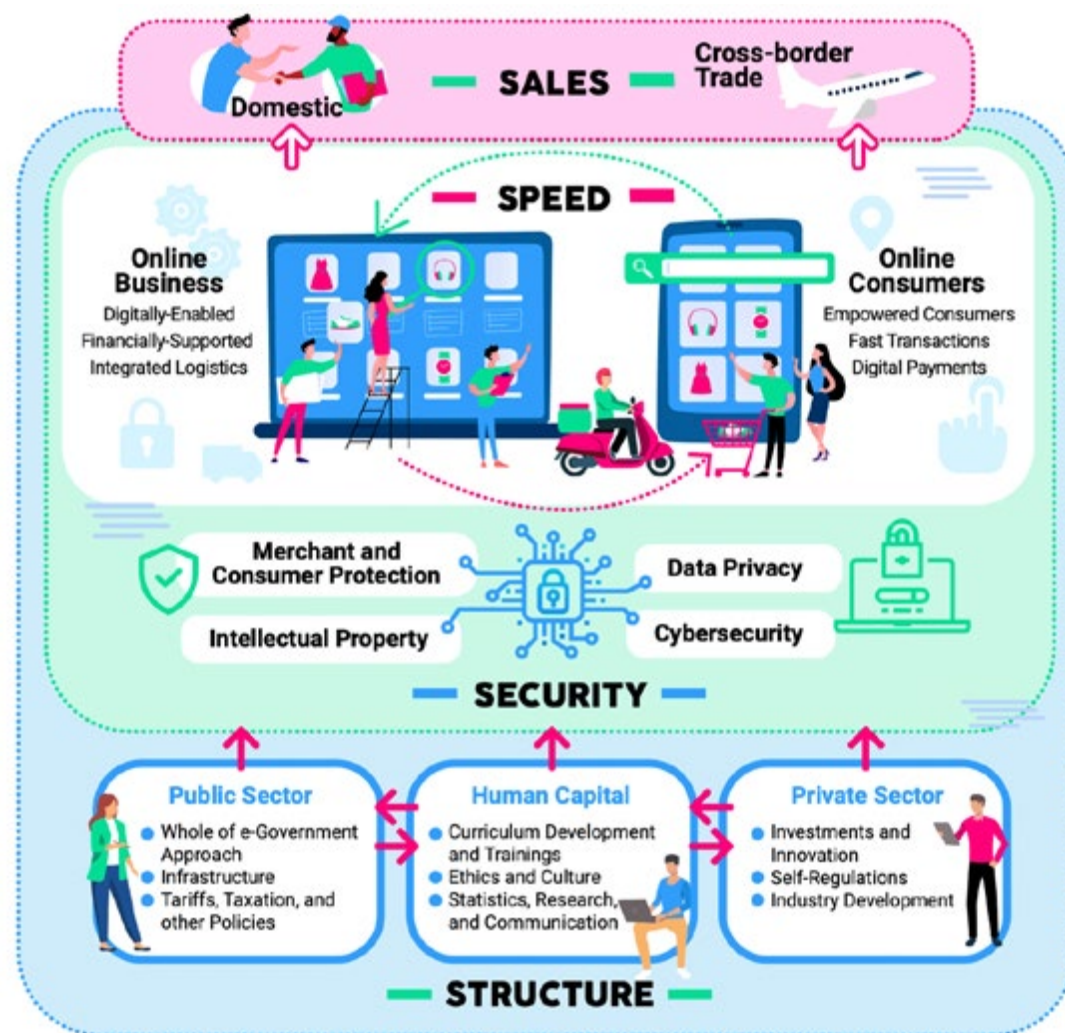 Domestic
SALES
Cross-border
Trade
SPEED
Online
Business
Digitally-Enabled
Financially-Supported
Integrated Logistics
Online
Consumers
Empowered Consumers
Fast Transactions
Digital Payments
Merchant and
Consumer Protection
Intellectual Property
Data Privacy
Cybersecurity
SECURITY
Public Sector
Whole of e-Government
Approach
Infrastructure
Tariffs, Taxation, and
other Policies
Human Capital
Curriculum Development
and Trainings
Ethics and Culture
Statistics, Research,
and Communication
Private Sector
Investments and
Innovation
Self-Regulations
Industry Development
STRUCTURE